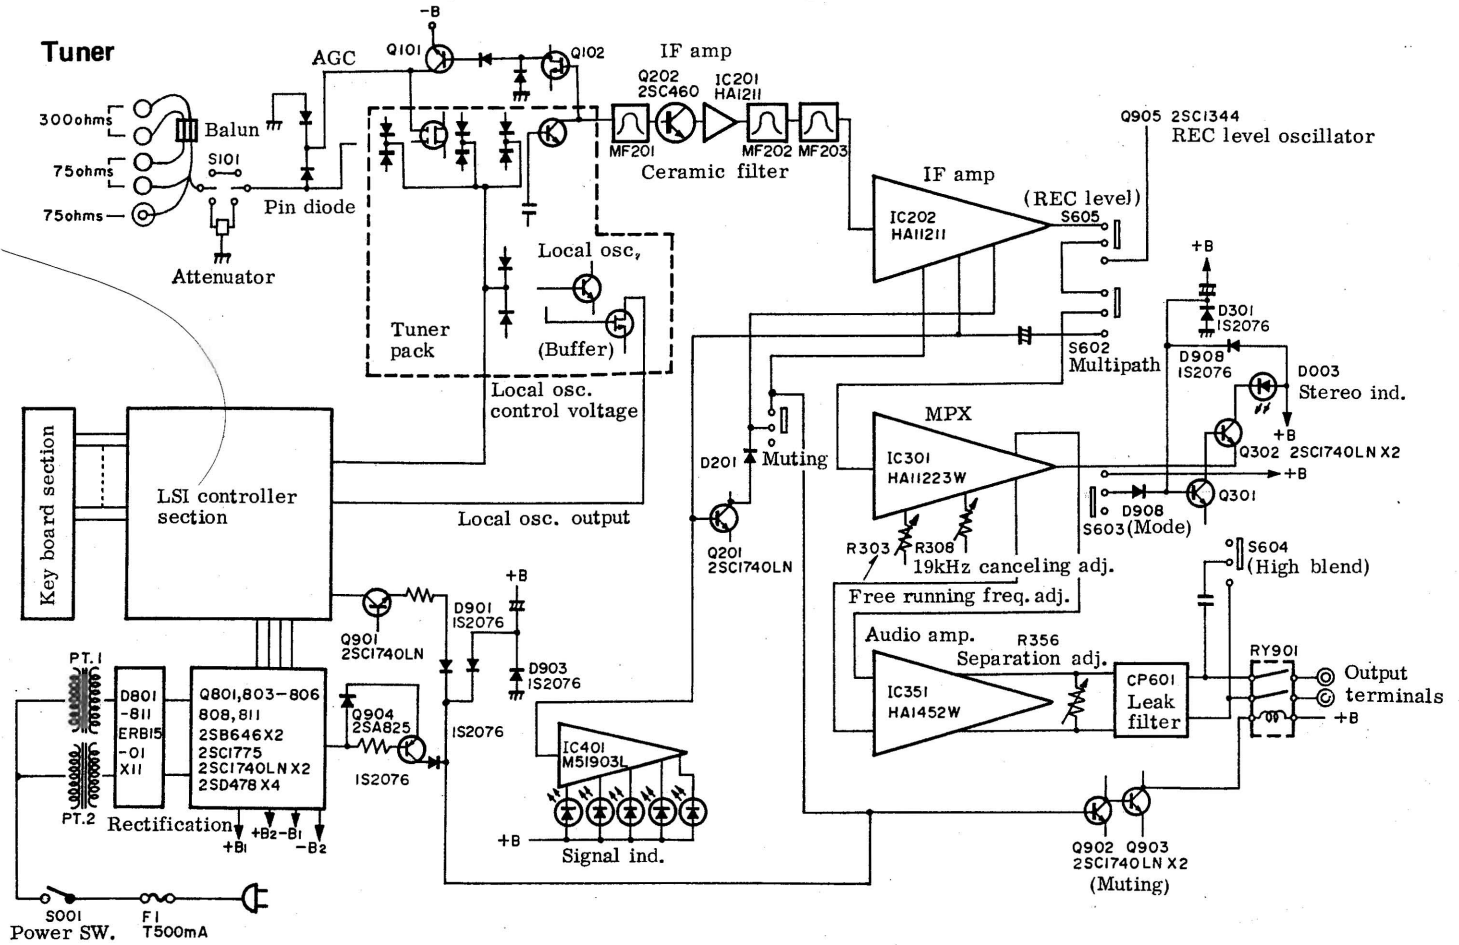 Tuner
-B
Q101
Q102
AGC
IF amp
Q202
2SC460
IC201
HA1211
300ohms
Balun
S101
75ohms
75ohms
Pin diode
Attenuator
MF201
MF202
MF203
Ceramic filter
Q905 2SC1344
REC level oscillator
IF amp
(REC level)
S605
IC202
HA11211
Local osc,
(Buffer)
Tuner
pack
Local osc.
control voltage
+B
D301
1S2076
S602
Multipath
D908
1S2076
D003
Stereo ind.
+B
Q302 2SC1740LN X2
MPX
IC301
HA11223W
D201
Muting
+B
Q301
S603
D908
(Mode)
Key board section
LSI controller
section
Local osc. output
Q201
2SC1740LN
R303
R308
19kHz canceling adj.
Free running freq. adj.
S604
(High blend)
+B
D901
1S2076
Q901
2SC1740LN
D903
1S2076
Audio amp.
R356
Separation adj.
RY901
Output
terminals
+B
PT.1
PT.2
D801
-811
ERB15
-01
X11
Q801,803-806
808,811
2SB646X2
2SC1775
2SC1740LN X2
2SD478 X4
Q904
2SA825
1S2076
1S2076
IC351
HA1452W
CP601
Leak
filter
IC401
M51903L
Rectification
+B1
+B2
-B1
-B2
+B
Signal ind.
Q902
Q903
2SC1740LN X2
(Muting)
S001
Power SW.
F1
T500mA